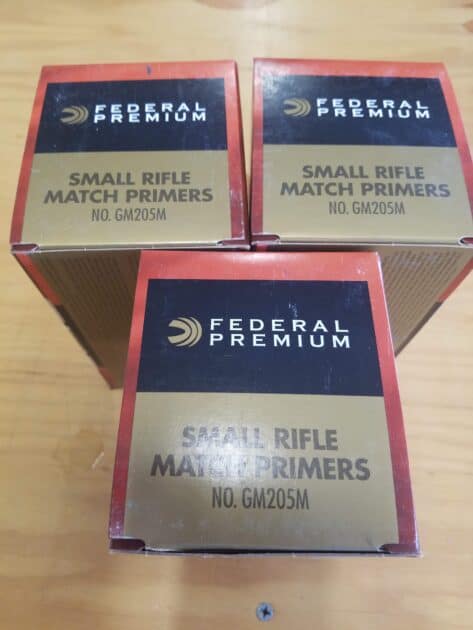 FEDERAL
PREMIUM
SMALL RIFLE
MATCH PRIMERS
NO. GM205M
FEDERAL
PREMIUM
SMALL RIFLE
MATCH PRIMERS
NO. GM205M
FEDERAL
PREMIUM
SMALL RIFLE
MATCH PRIMERS
NO. GM205M